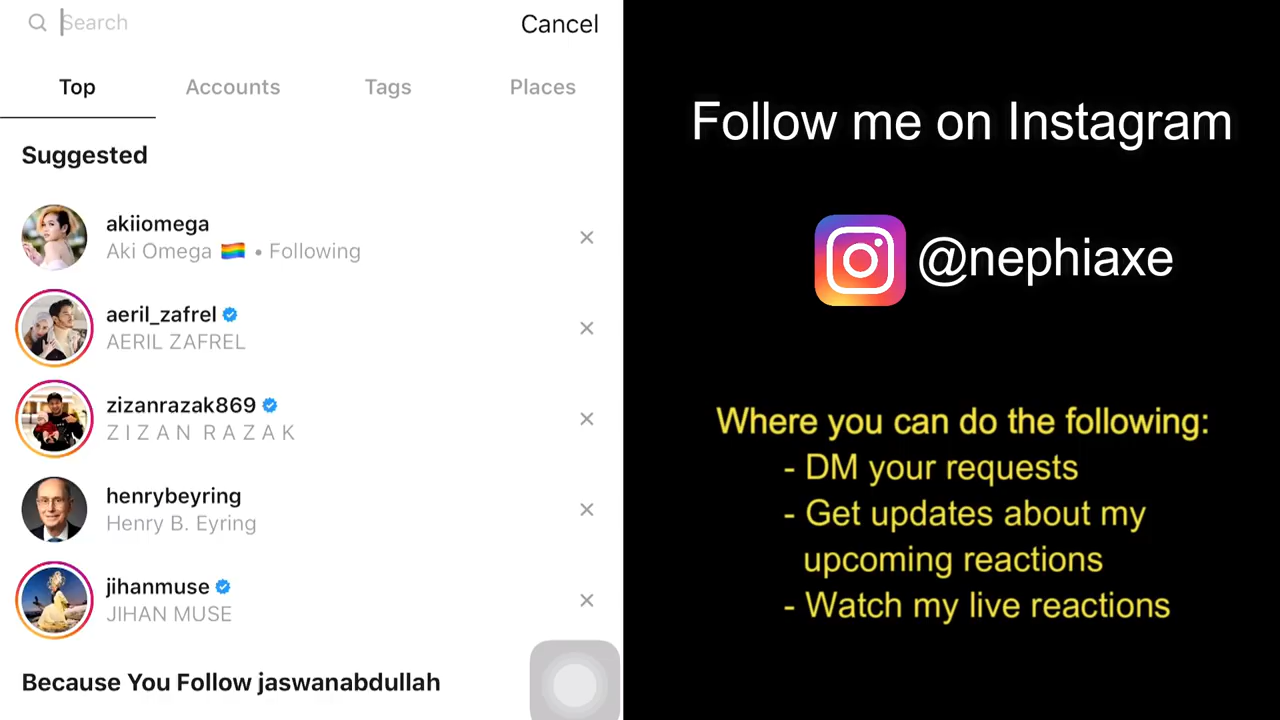 Search
Cancel
Top
Accounts
Tags
Places
Suggested
akiiomega
Aki Omega 🏳️‍🌈 • Following
aeril_zafrel
AERIL ZAFREL
zizanrazak869
Z I Z A N R A Z A K
henrybeyring
Henry B. Eyring
jihanmuse
JIHAN MUSE
Because You Follow jaswanabdullah
Follow me on Instagram
@nephiaxe
Where you can do the following:
- DM your requests
- Get updates about my
upcoming reactions
- Watch my live reactions